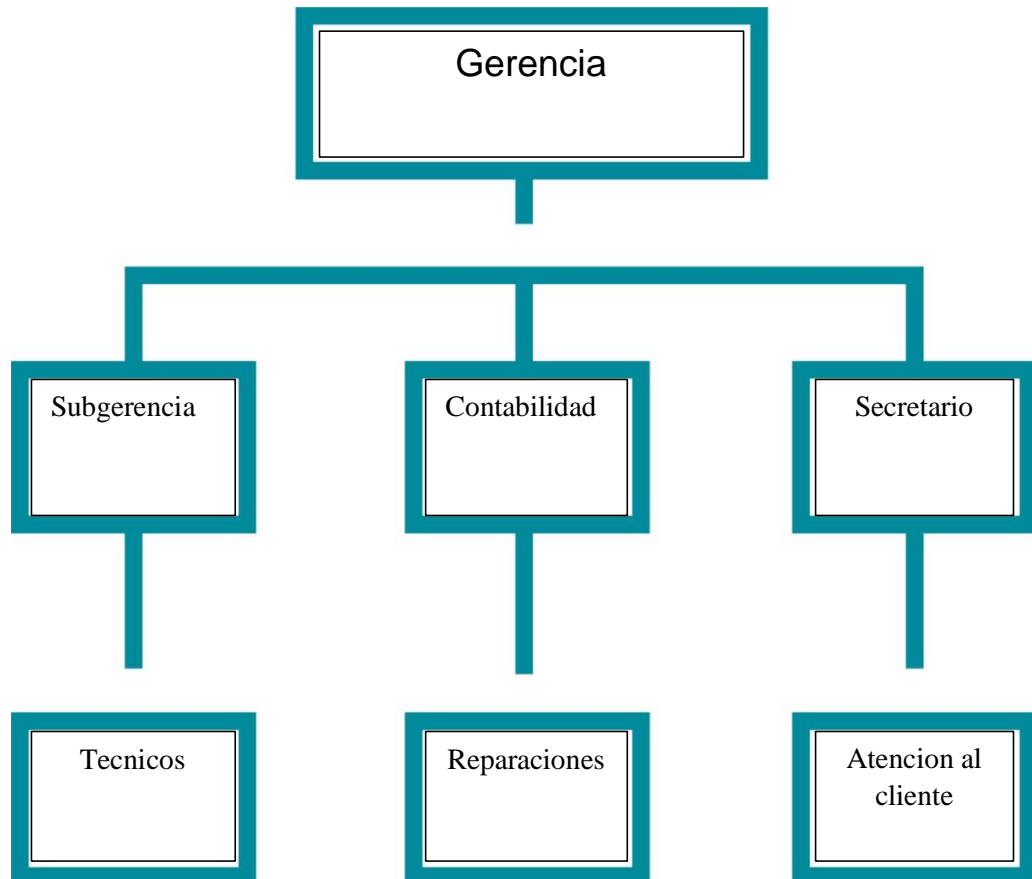 Gerencia
Subgerencia
Contabilidad
Secretario
Tecnicos
Reparaciones
Atencion al
cliente